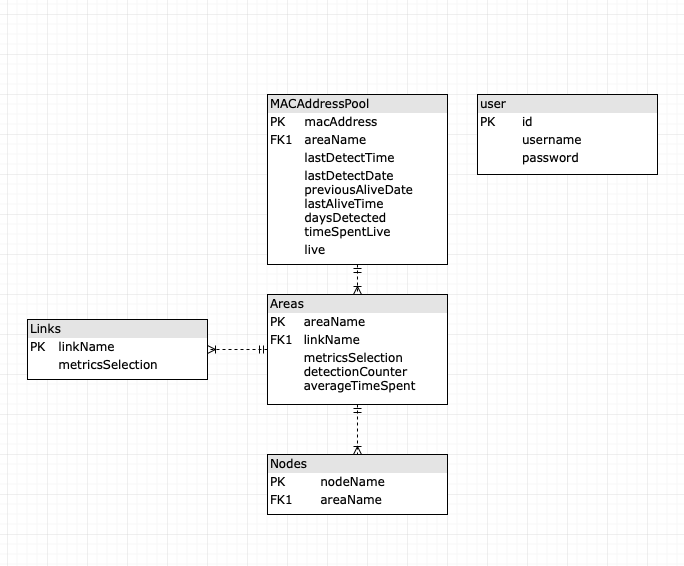 MACAddressPool
PK macAddress
FK1 areaName
lastDetectTime
lastDetectDate
previousAliveDate
lastAliveTime
daysDetected
timeSpentLive
live
user
PK id
username
password
Links
PK linkName
metricsSelection
Areas
PK areaName
FK1 linkName
metricsSelection
detectionCounter
averageTimeSpent
Nodes
PK nodeName
FK1 areaName